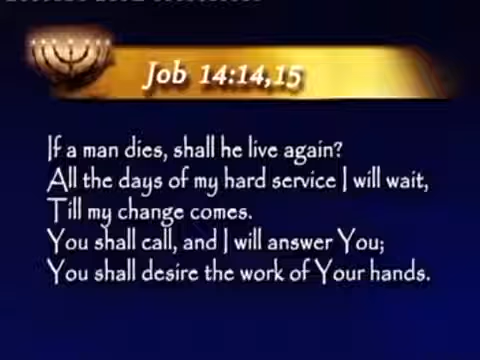 Job 14:14,15
If a man dies, shall he live again?
All the days of my hard service I will wait,
Till my change comes.
You shall call, and I will answer You;
You shall desire the work of Your hands.